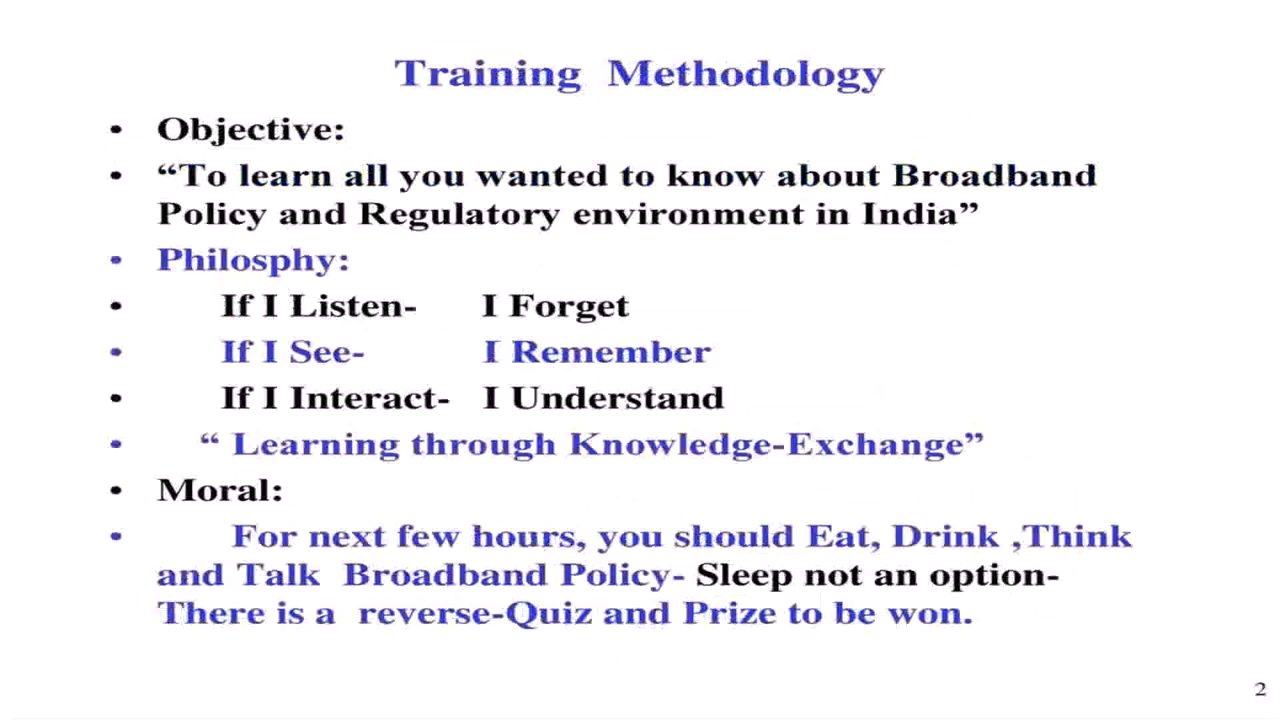 Training Methodology
• Objective:
• “To learn all you wanted to know about Broadband
Policy and Regulatory environment in India”
• Philosphy:
• If I Listen- I Forget
• If I See- I Remember
• If I Interact- I Understand
• “ Learning through Knowledge-Exchange”
• Moral:
• For next few hours, you should Eat, Drink ,Think
and Talk Broadband Policy- Sleep not an option-
There is a reverse-Quiz and Prize to be won.
2